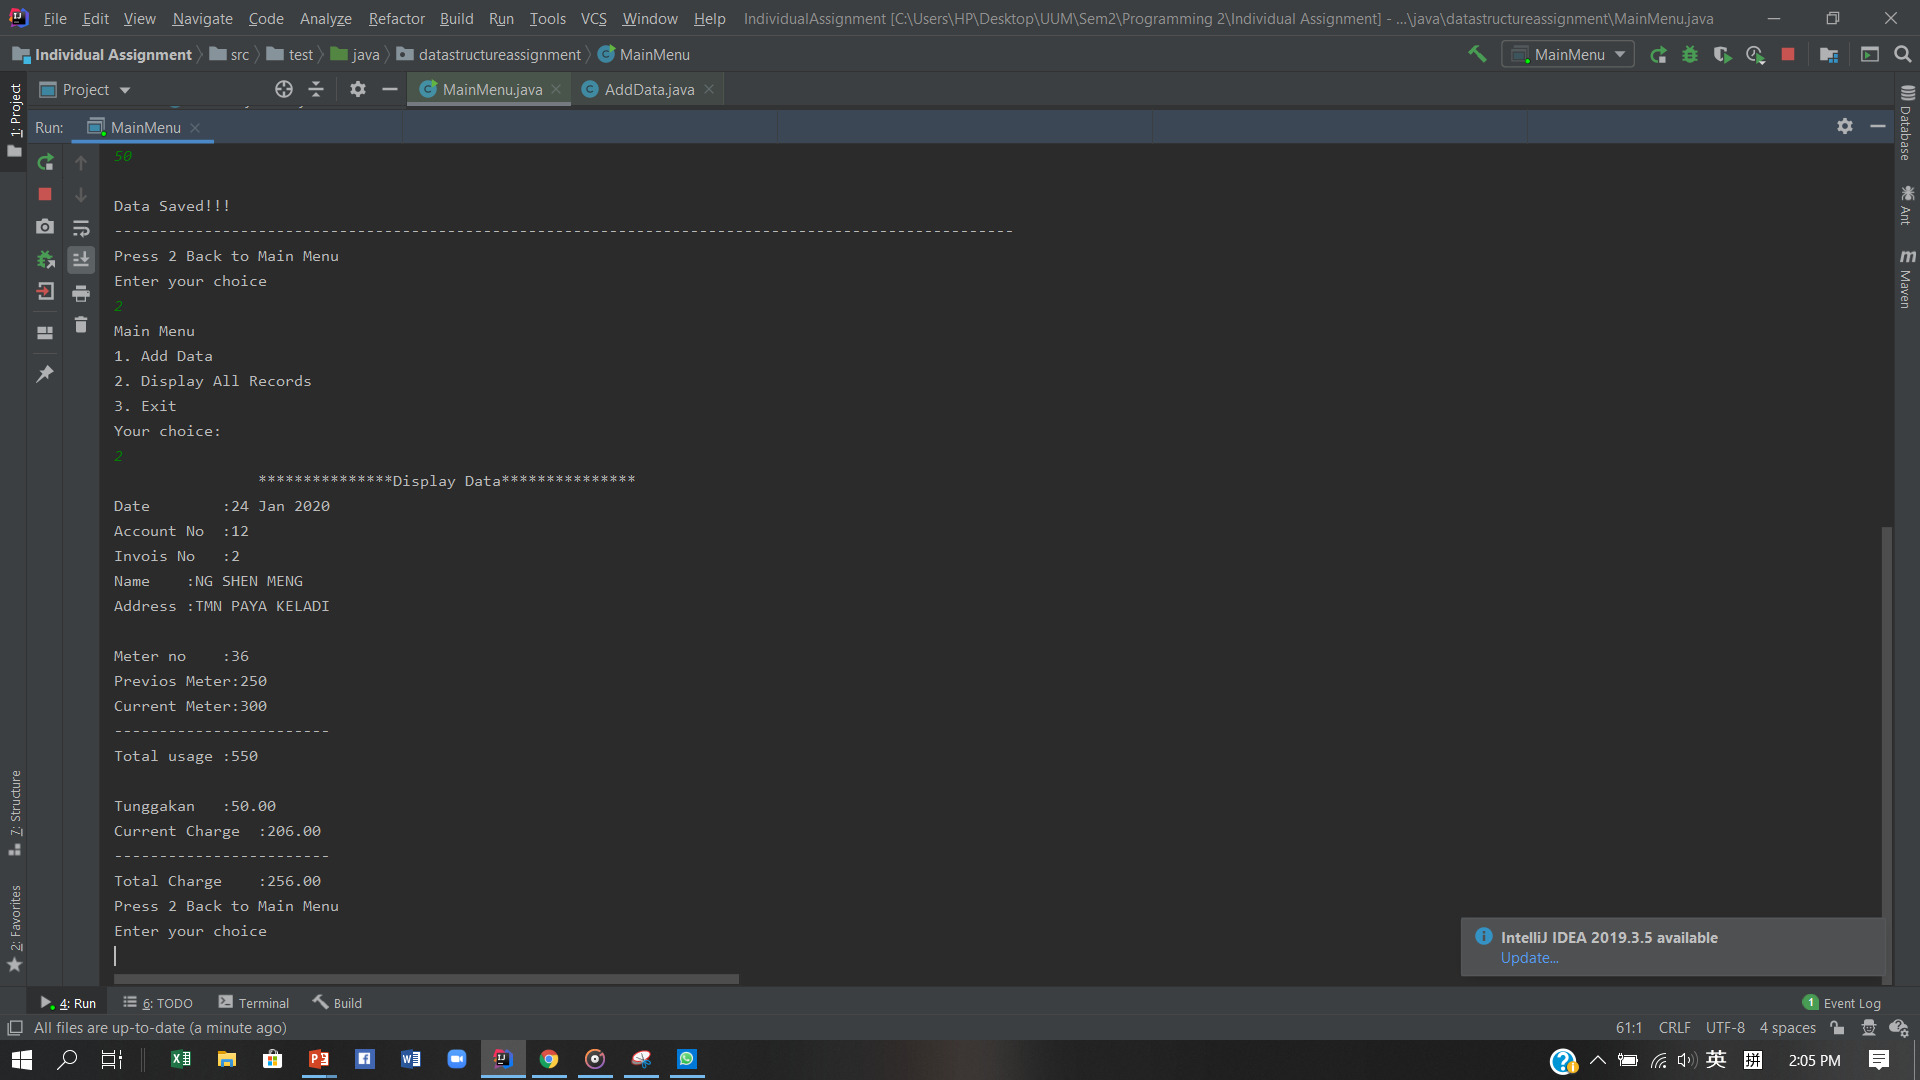 File Edit View Navigate Code Analyze Refactor Build Run Tools VCS Window Help IndividualAssignment [C:\Users\HP\Desktop\UUM\Sem2\Programming 2\Individual Assignment] - ...\java\datastructureassignment\MainMenu.java
Individual Assignment src test java datastructureassignment MainMenu MainMenu
1: Project Project MainMenu.java AddData.java Database
Run: MainMenu
50
Data Saved!!!
----------------------------------------------------------------------------------------------------
Press 2 Back to Main Menu
Enter your choice
2
Main Menu
1. Add Data
2. Display All Records
3. Exit
Your choice:
2
***************Display Data***************
Date :24 Jan 2020
Account No :12
Invois No :2
Name :NG SHEN MENG
Address :TMN PAYA KELADI
Meter no :36
Previos Meter:250
Current Meter:300
------------------------
Total usage :550
Tunggakan :50.00
Current Charge :206.00
------------------------
Total Charge :256.00
Press 2 Back to Main Menu
Enter your choice
Ant
m Maven
7: Structure
2: Favorites
IntelliJ IDEA 2019.3.5 available
Update...
4: Run 6: TODO Terminal Build 1 Event Log
All files are up-to-date (a minute ago) 61:1 CRLF UTF-8 4 spaces
英 拼 2:05 PM